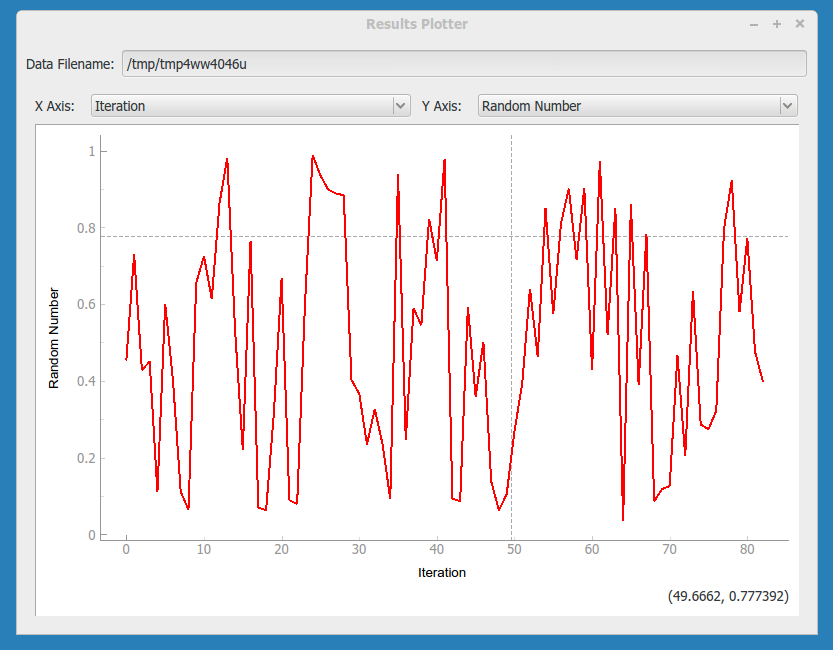 Results Plotter
Data Filename: /tmp/tmp4ww4046u
X Axis: Iteration Y Axis: Random Number
1
0.8
0.6
0.4
0.2
0
Random Number
0 10 20 30 40 50 60 70 80
Iteration
(49.6662, 0.777392)